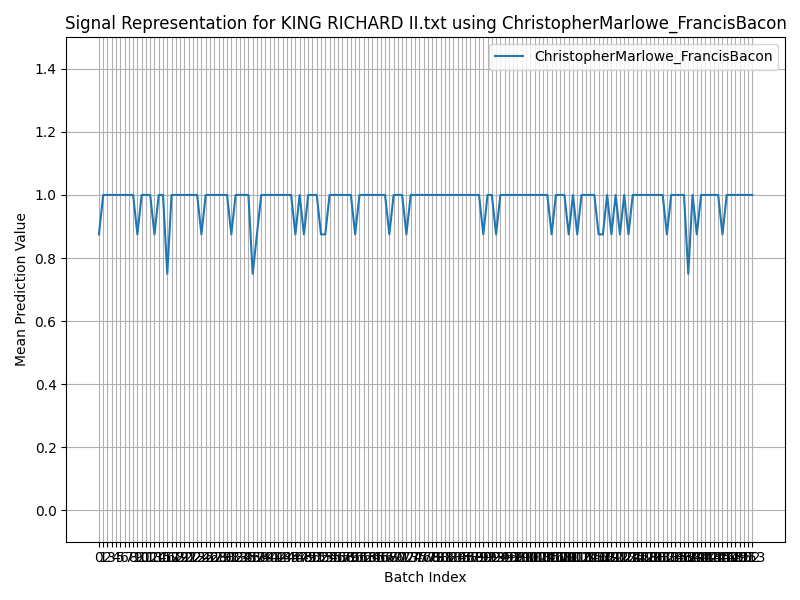 Signal Representation for KING RICHARD II.txt using ChristopherMarlowe_FrancisBacon
ChristopherMarlowe_FrancisBacon
1.4
1.2
1.0
0.8
0.6
0.4
0.2
0.0
Mean Prediction Value
Batch Index